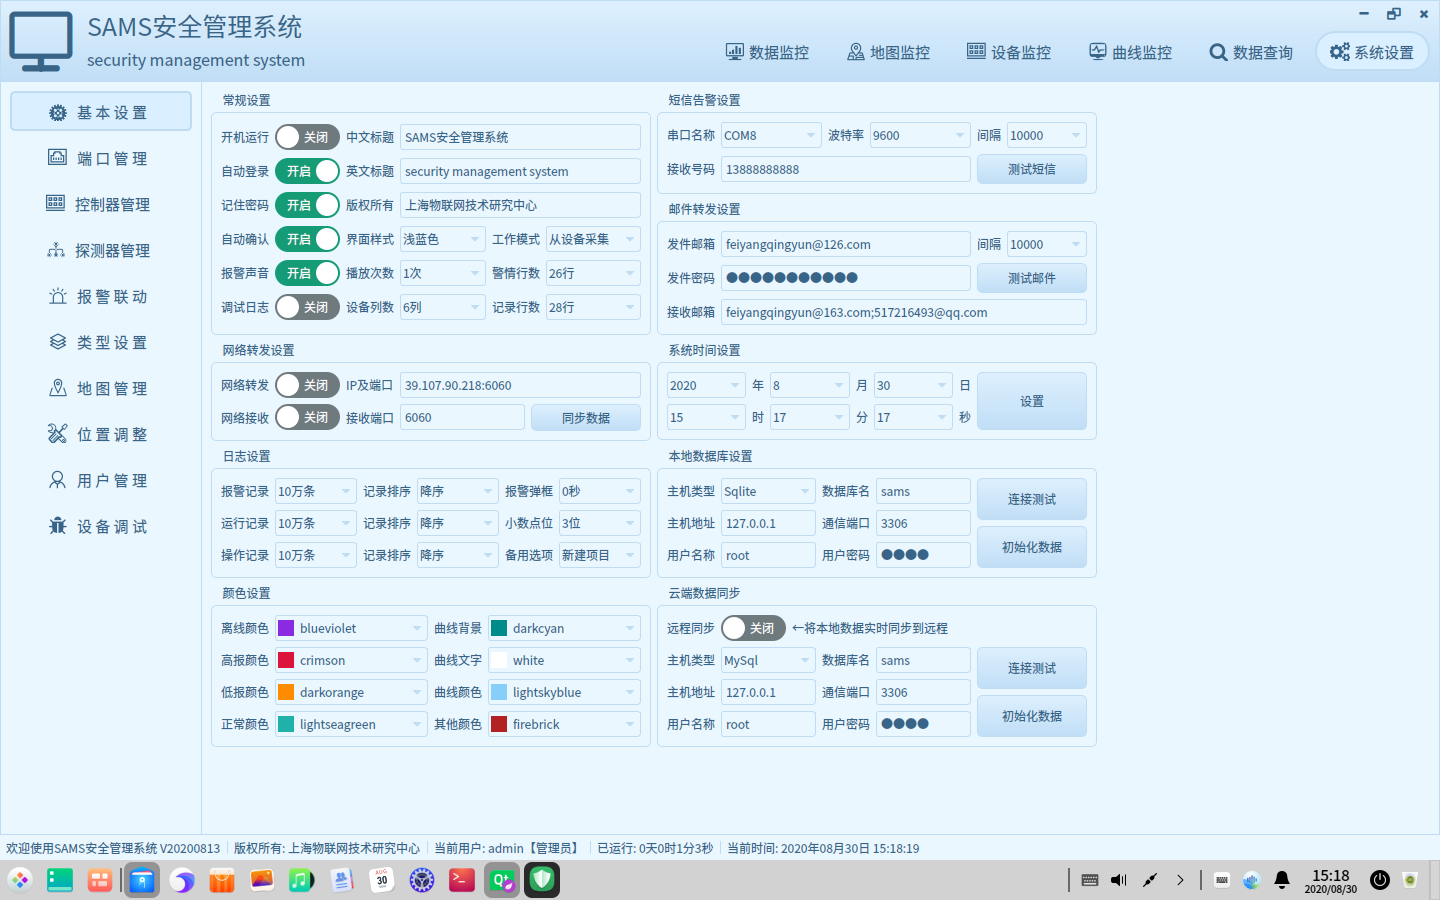 SAMS安全管理系统
security management system
数据监控 地图监控 设备监控 曲线监控 数据查询 系统设置
基本设置
端口管理
控制器管理
探测器管理
报警联动
类型设置
地图管理
位置调整
用户管理
设备调试
常规设置
开机运行 关闭 中文标题 SAMS安全管理系统
自动登录 开启 英文标题 security management system
记住密码 开启 版权所有 上海物联网技术研究中心
自动确认 开启 界面样式 浅蓝色 工作模式 从设备采集
报警声音 开启 播放次数 1次 警情行数 26行
调试日志 关闭 设备列数 6列 记录行数 28行
网络转发设置
网络转发 关闭 IP及端口 39.107.90.218:6060
网络接收 关闭 接收端口 6060 同步数据
日志设置
报警记录 10万条 记录排序 降序 报警弹框 0秒
运行记录 10万条 记录排序 降序 小数点位 3位
操作记录 10万条 记录排序 降序 备用选项 新建项目
颜色设置
离线颜色 blueviolet 曲线背景 darkcyan
高报颜色 crimson 曲线文字 white
低报颜色 darkorange 曲线颜色 lightskyblue
正常颜色 lightseagreen 其他颜色 firebrick
短信告警设置
串口名称 COM8 波特率 9600 间隔 10000
接收号码 13888888888 测试短信
邮件转发设置
发件邮箱 feiyangqingyun@126.com 间隔 10000
发件密码 ●●●●●●●●●●● 测试邮件
接收邮箱 feiyangqingyun@163.com;517216493@qq.com
系统时间设置
2020 年 8 月 30 日 设置
15 时 17 分 17 秒
本地数据库设置
主机类型 Sqlite 数据库名 sams 连接测试
主机地址 127.0.0.1 通信端口 3306
用户名称 root 用户密码 ●●●● 初始化数据
云端数据同步
远程同步 关闭 ←将本地数据实时同步到远程
主机类型 MySql 数据库名 sams 连接测试
主机地址 127.0.0.1 通信端口 3306
用户名称 root 用户密码 ●●●● 初始化数据
欢迎使用SAMS安全管理系统 V20200813 版权所有: 上海物联网技术研究中心 当前用户: admin【管理员】 已运行: 0天0时1分3秒 当前时间: 2020年08月30日 15:18:19
AUG
30
15:18
2020/08/30